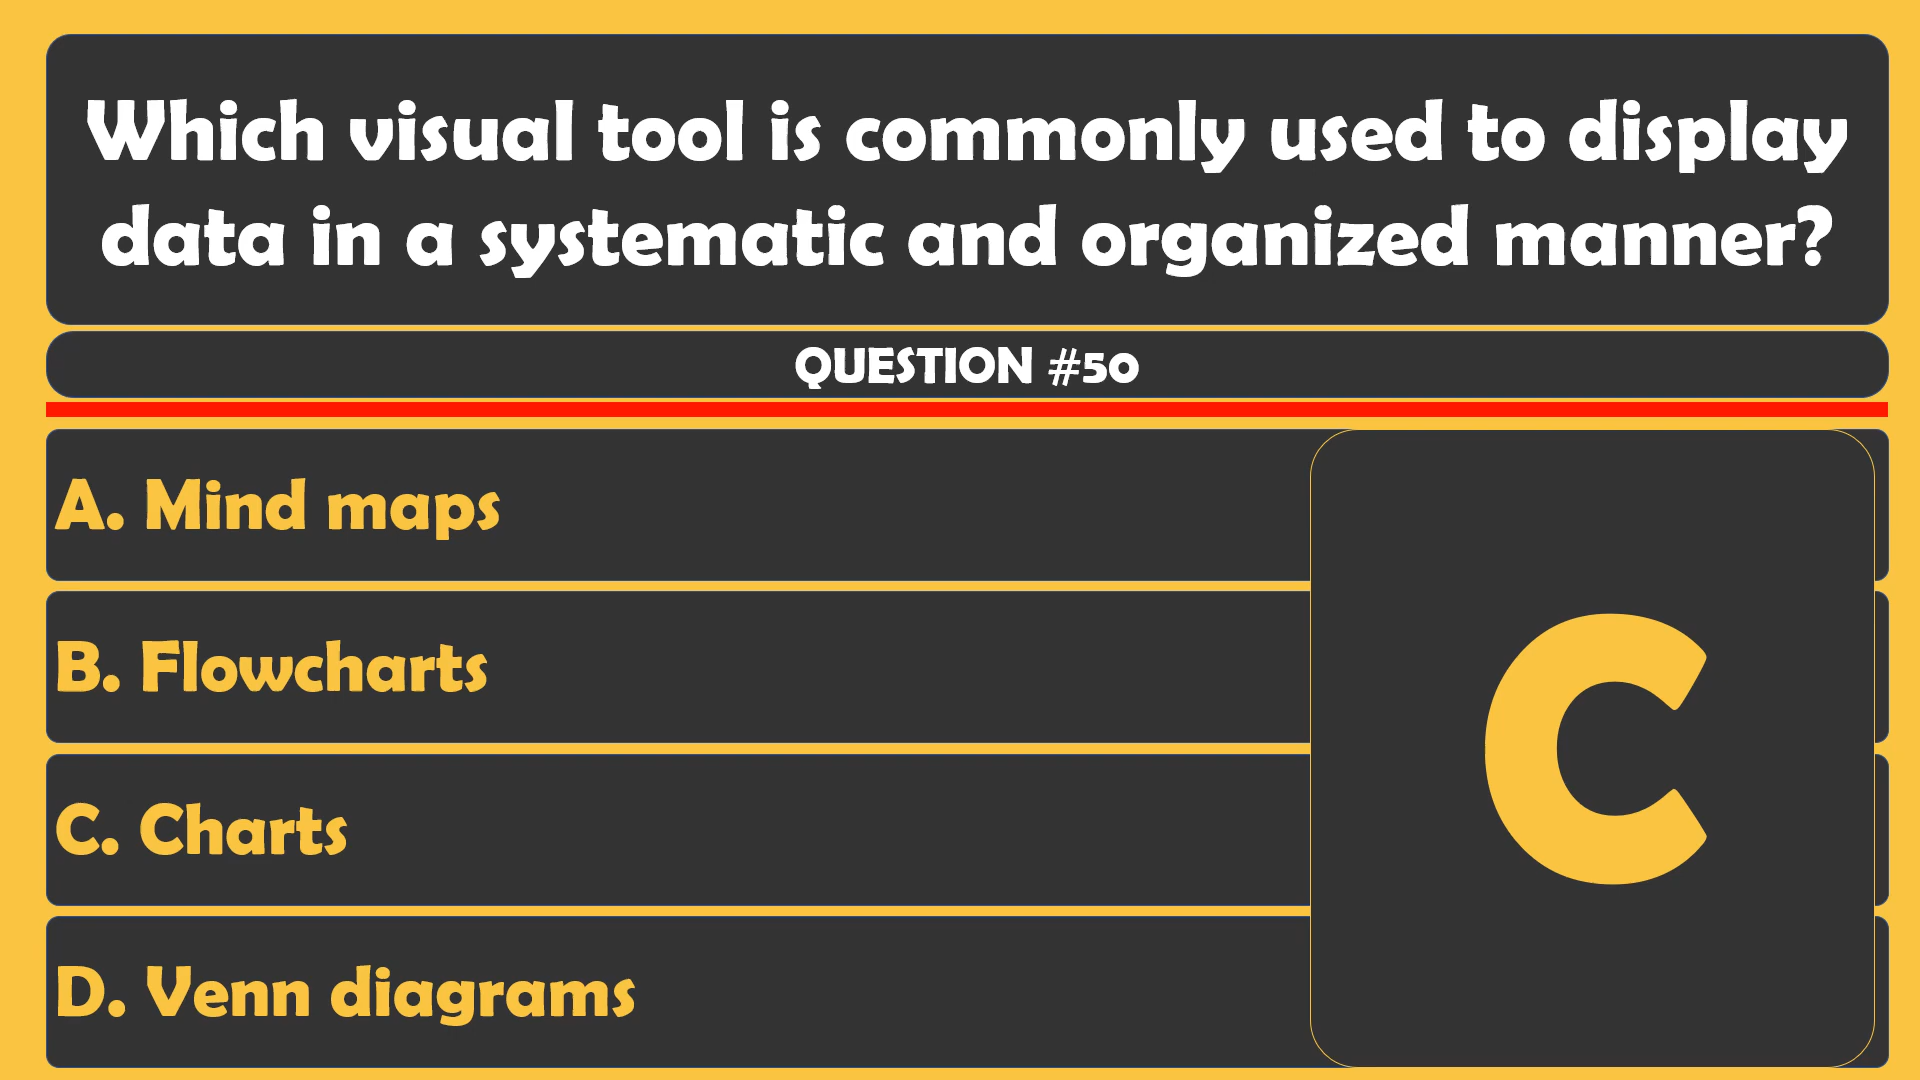 Which visual tool is commonly used to display
data in a systematic and organized manner?
QUESTION #50
A. Mind maps
B. Flowcharts
C. Charts
D. Venn diagrams
C